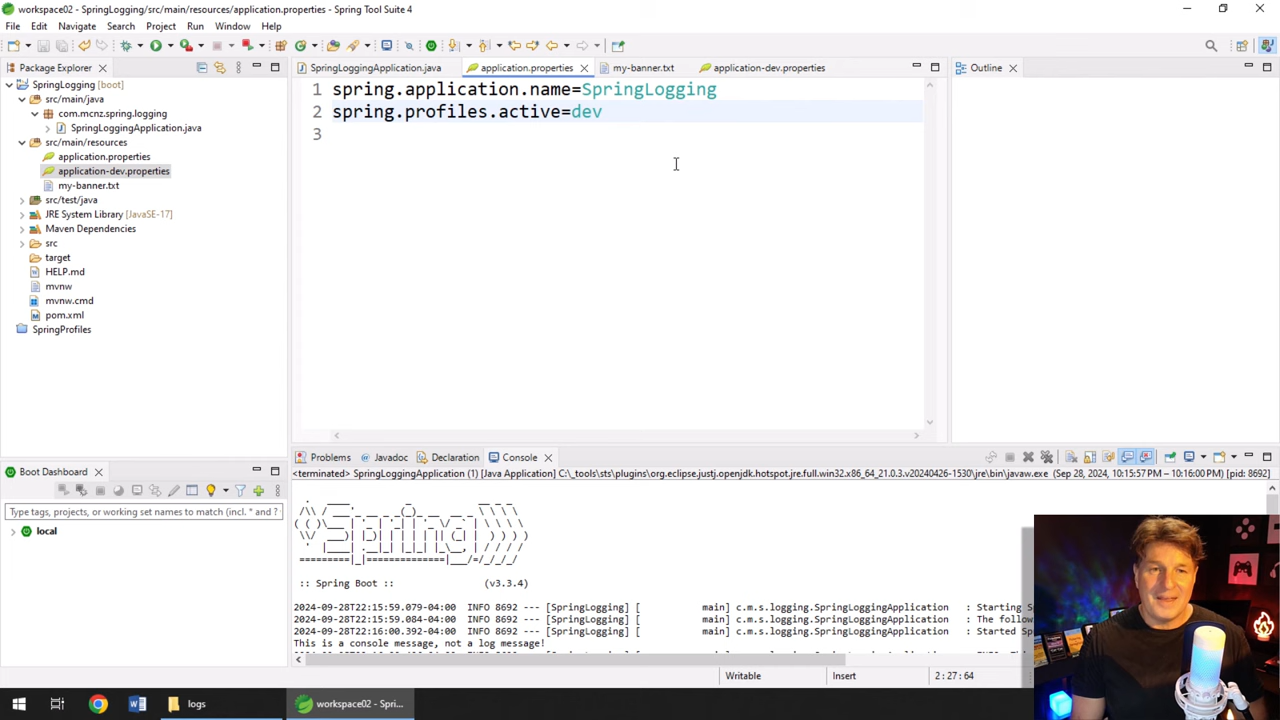 workspace02 - SpringLogging/src/main/resources/application.properties - Spring Tool Suite 4
File Edit Navigate Search Project Run Window Help
Package Explorer
SpringLoggingApplication.java
application.properties
my-banner.txt
application-dev.properties
Outline
SpringLogging [boot]
src/main/java
com.mcnz.spring.logging
SpringLoggingApplication.java
src/main/resources
application.properties
application-dev.properties
my-banner.txt
src/test/java
JRE System Library [JavaSE-17]
Maven Dependencies
src
target
HELP.md
mvnw
mvnw.cmd
pom.xml
SpringProfiles
1 spring.application.name=SpringLogging
2 spring.profiles.active=dev
3
Boot Dashboard
Type tags, projects, or working set names to match (incl. * and ?
local
Problems Javadoc Declaration Console
<terminated> SpringLoggingApplication (1) [Java Application] C:\_tools\sts\plugins\org.eclipse.justj.openjdk.hotspot.jre.full.win32.x86_64_21.0.3.v20240426-1530\jre\bin\javaw.exe (Sep 28, 2024, 10:15:57 PM – 10:16:00 PM) [pid: 8692]
Spring
:: Spring Boot :: (v3.3.4)
2024-09-28T22:15:59.079-04:00 INFO 8692 --- [SpringLogging] [ main] c.m.s.logging.SpringLoggingApplication : Starting Sp
2024-09-28T22:15:59.084-04:00 INFO 8692 --- [SpringLogging] [ main] c.m.s.logging.SpringLoggingApplication : The follow
2024-09-28T22:16:00.392-04:00 INFO 8692 --- [SpringLogging] [ main] c.m.s.logging.SpringLoggingApplication : Started Sp
This is a console message, not a log message!
Writable Insert 2:27:64
logs
workspace02 - Spri...